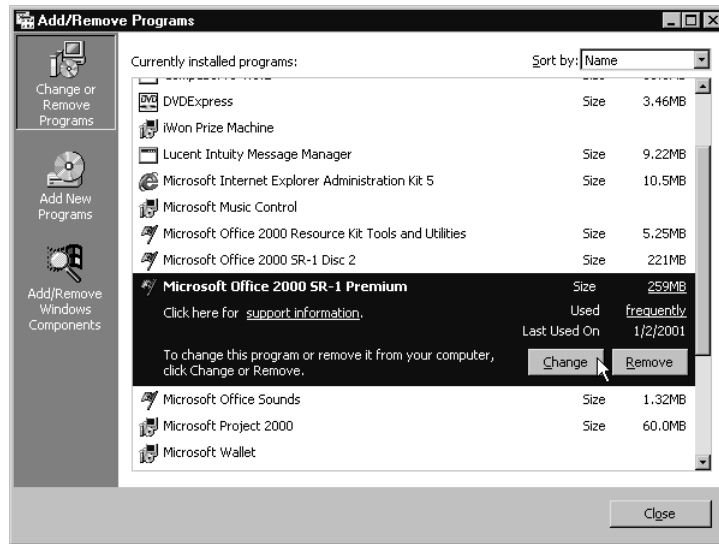 Add/Remove Programs
Change or
Remove
Programs
Add New
Programs
Add/Remove
Windows
Components
Currently installed programs:
Sort by: Name
DVDExpress Size 3.46MB
iWon Prize Machine
Lucent Intuity Message Manager Size 9.22MB
Microsoft Internet Explorer Administration Kit 5 Size 10.5MB
Microsoft Music Control
Microsoft Office 2000 Resource Kit Tools and Utilities Size 5.25MB
Microsoft Office 2000 SR-1 Disc 2 Size 221MB
Microsoft Office 2000 SR-1 Premium Size 259MB
Click here for support information. Used frequently
Last Used On 1/2/2001
To change this program or remove it from your computer,
click Change or Remove.
Change Remove
Microsoft Office Sounds Size 1.32MB
Microsoft Project 2000 Size 60.0MB
Microsoft Wallet
Close